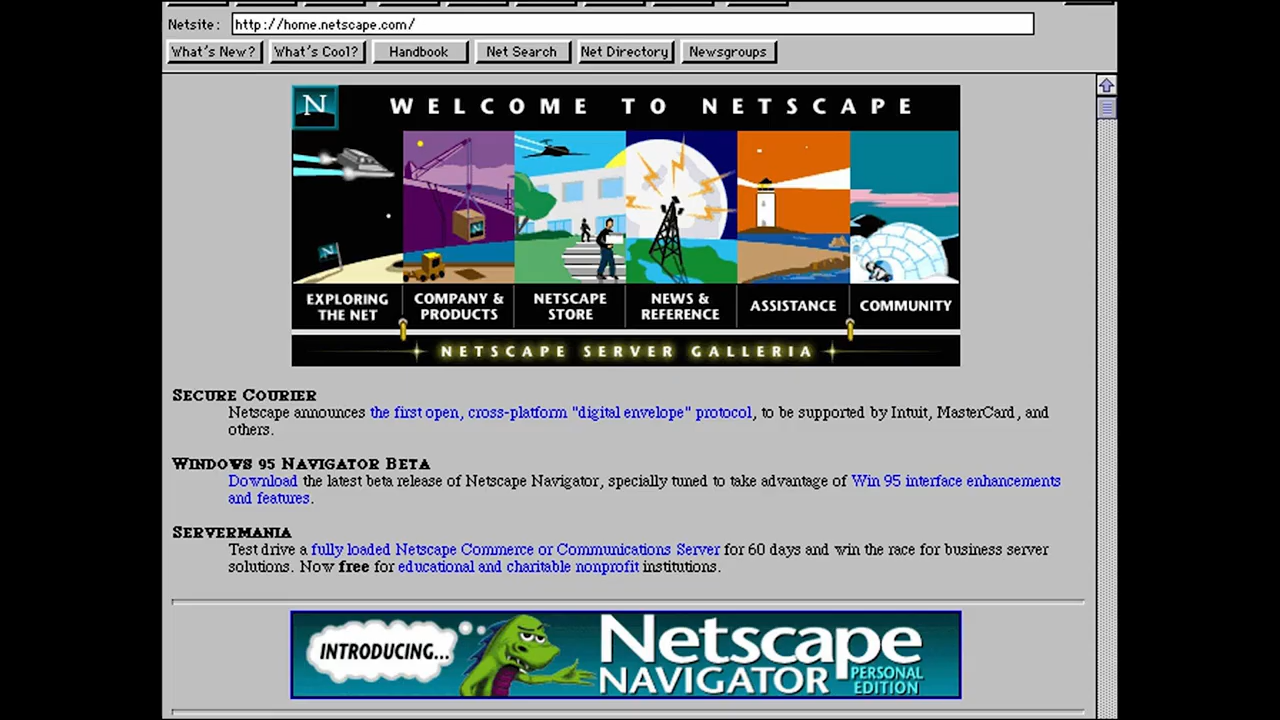 Netsite: http://home.netscape.com/
What's New? What's Cool? Handbook Net Search Net Directory Newsgroups
N WELCOME TO NETSCAPE
N
N
EXPLORING THE NET
COMPANY & PRODUCTS
NETSCAPE STORE
NEWS & REFERENCE
ASSISTANCE
COMMUNITY
NETSCAPE SERVER GALLERIA
SECURE COURIER
Netscape announces the first open, cross-platform "digital envelope" protocol, to be supported by Intuit, MasterCard, and
others.
WINDOWS 95 NAVIGATOR BETA
Download the latest beta release of Netscape Navigator, specially tuned to take advantage of Win 95 interface enhancements
and features.
SERVERMANIA
Test drive a fully loaded Netscape Commerce or Communications Server for 60 days and win the race for business server
solutions. Now free for educational and charitable nonprofit institutions.
INTRODUCING...
Netscape
NAVIGATOR PERSONAL
EDITION